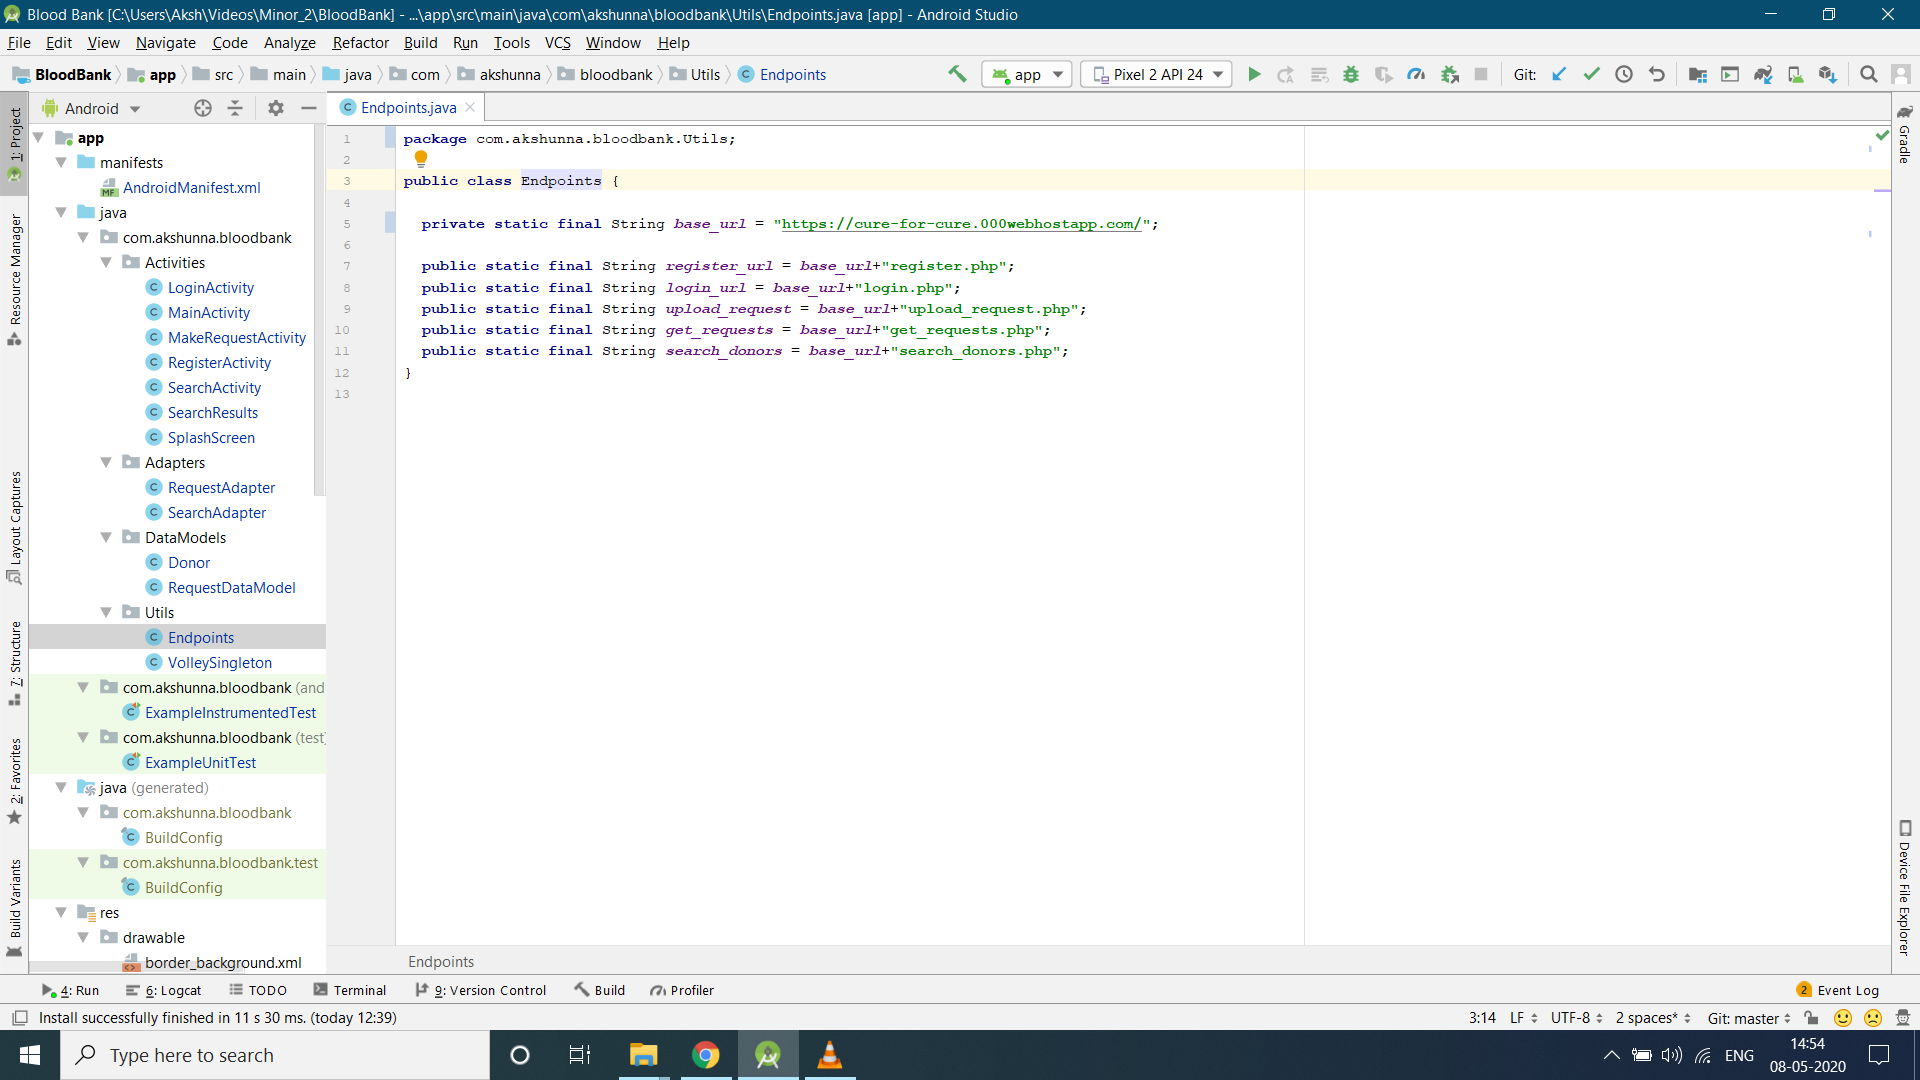 Blood Bank [C:\Users\Aksh\Videos\Minor_2\BloodBank] - ...\app\src\main\java\com\akshunna\bloodbank\Utils\Endpoints.java [app] - Android Studio
File Edit View Navigate Code Analyze Refactor Build Run Tools VCS Window Help
BloodBank app src main java com akshunna bloodbank Utils Endpoints app Pixel 2 API 24 Git:
1: Project
Resource Manager
Layout Captures
7: Structure
2: Favorites
Build Variants
Android
app
manifests
AndroidManifest.xml
java
com.akshunna.bloodbank
Activities
LoginActivity
MainActivity
MakeRequestActivity
RegisterActivity
SearchActivity
SearchResults
SplashScreen
Adapters
RequestAdapter
SearchAdapter
DataModels
Donor
RequestDataModel
Utils
Endpoints
VolleySingleton
com.akshunna.bloodbank (and
ExampleInstrumentedTest
com.akshunna.bloodbank (test)
ExampleUnitTest
java (generated)
com.akshunna.bloodbank
BuildConfig
com.akshunna.bloodbank.test
BuildConfig
res
drawable
border_background.xml
Endpoints.java
1 package com.akshunna.bloodbank.Utils;
2
3 public class Endpoints {
4
5 private static final String base_url = "https://cure-for-cure.000webhostapp.com/";
6
7 public static final String register_url = base_url+"register.php";
8 public static final String login_url = base_url+"login.php";
9 public static final String upload_request = base_url+"upload_request.php";
10 public static final String get_requests = base_url+"get_requests.php";
11 public static final String search_donors = base_url+"search_donors.php";
12 }
13
Endpoints
Gradle
Device File Explorer
4: Run 6: Logcat TODO Terminal 9: Version Control Build Profiler 2 Event Log
Install successfully finished in 11 s 30 ms. (today 12:39) 3:14 LF UTF-8 2 spaces* Git: master
Type here to search
ENG
14:54
08-05-2020